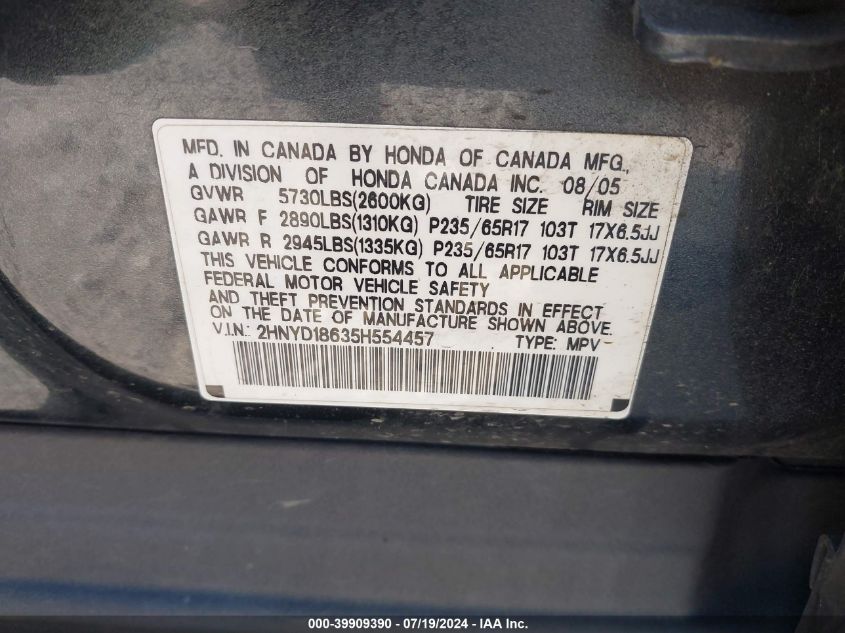 MFD. IN CANADA BY HONDA OF CANADA MFG.,
A DIVISION OF HONDA CANADA INC. 08/05
GVWR 5730LBS(2600KG) TIRE SIZE RIM SIZE
GAWR F 2890LBS(1310KG) P235/65R17 103T 17X6.5JJ
GAWR R 2945LBS(1335KG) P235/65R17 103T 17X6.5JJ
THIS VEHICLE CONFORMS TO ALL APPLICABLE
FEDERAL MOTOR VEHICLE SAFETY
AND THEFT PREVENTION STANDARDS IN EFFECT
ON THE DATE OF MANUFACTURE SHOWN ABOVE.
V.I.N.: 2HNYD18635H554457 TYPE: MPV
000-39909390 - 07/19/2024 - IAA Inc.